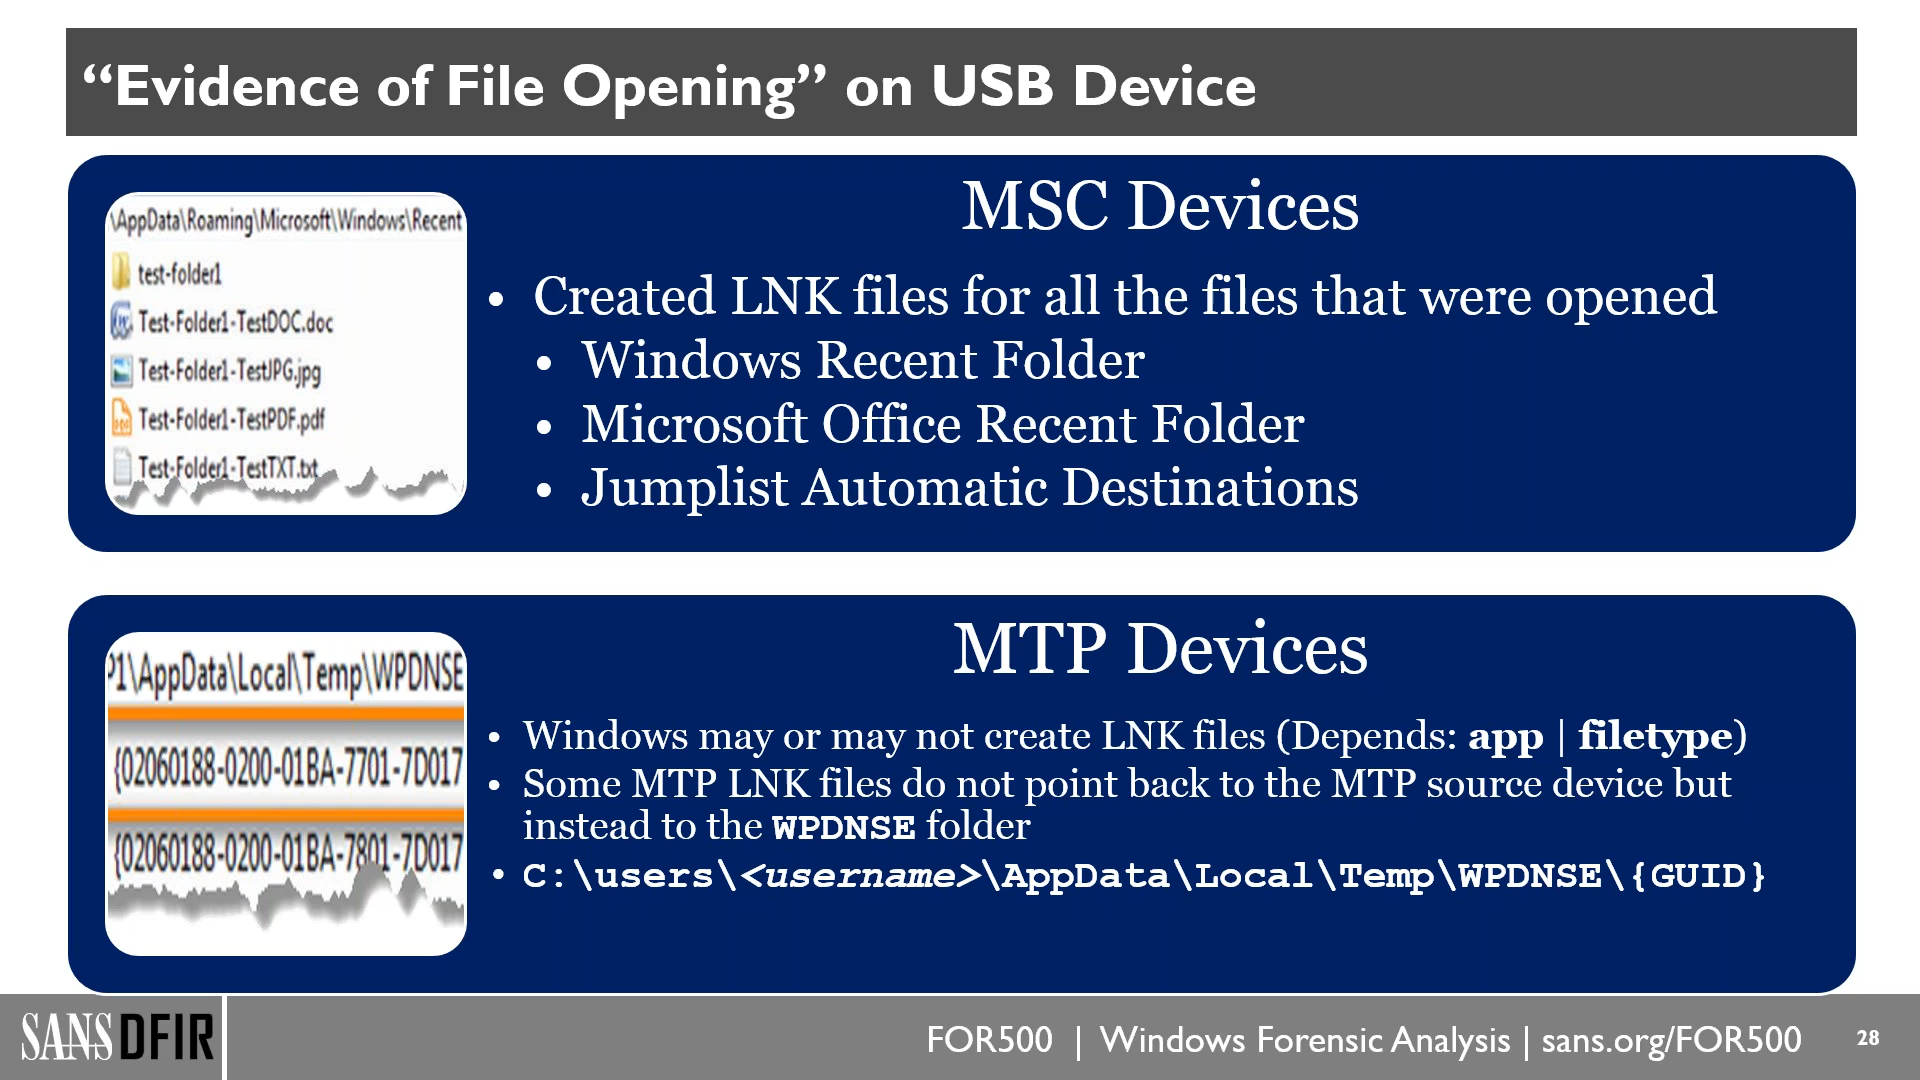 “Evidence of File Opening” on USB Device
\AppData\Roaming\Microsoft\Windows\Recent
test-folder1
Test-Folder1-TestDOC.doc
Test-Folder1-TestJPG.jpg
Test-Folder1-TestPDF.pdf
Test-Folder1-TestTXT.txt
MSC Devices
• Created LNK files for all the files that were opened
• Windows Recent Folder
• Microsoft Office Recent Folder
• Jumplist Automatic Destinations
P1\AppData\Local\Temp\WPDNSE
{02060188-0200-01BA-7701-7D017
{02060188-0200-01BA-7801-7D017
MTP Devices
• Windows may or may not create LNK files (Depends: app | filetype)
• Some MTP LNK files do not point back to the MTP source device but
instead to the WPDNSE folder
• C:\users\<username>\AppData\Local\Temp\WPDNSE\{GUID}
SANS DFIR
FOR500 | Windows Forensic Analysis | sans.org/FOR500
28